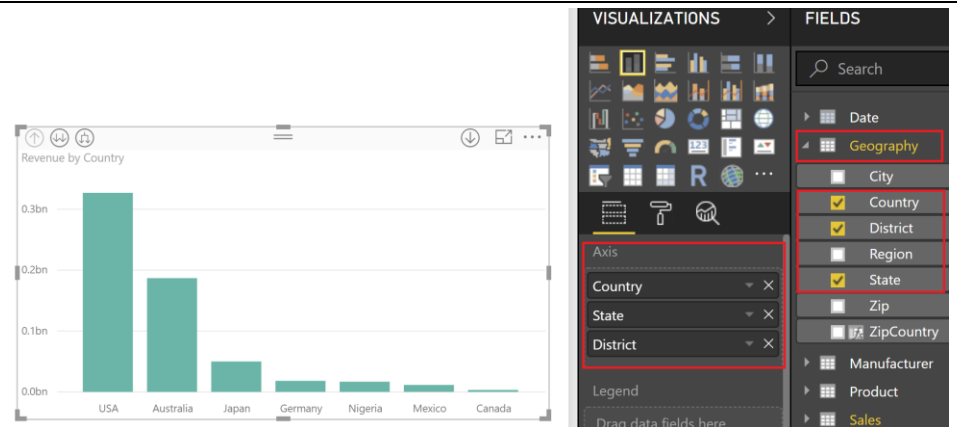 Revenue by Country
0.3bn
0.2bn
0.1bn
0.0bn
USA Australia Japan Germany Nigeria Mexico Canada
VISUALIZATIONS >
123
R
Axis
Country
State
District
Legend
Drag data fields here
FIELDS
Search
Date
Geography
City
Country
District
Region
State
Zip
ZipCountry
Manufacturer
Product
Sales